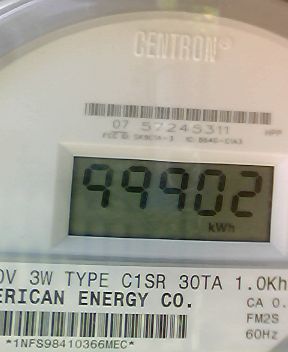 CENTRON®
07 57245311
HPP
99902
kWh
0V 3W TYPE C1SR 30TA 1.0Kh
ERICAN ENERGY CO.
CA 0.
FM2S
60Hz
*1NFS98410366MEC*